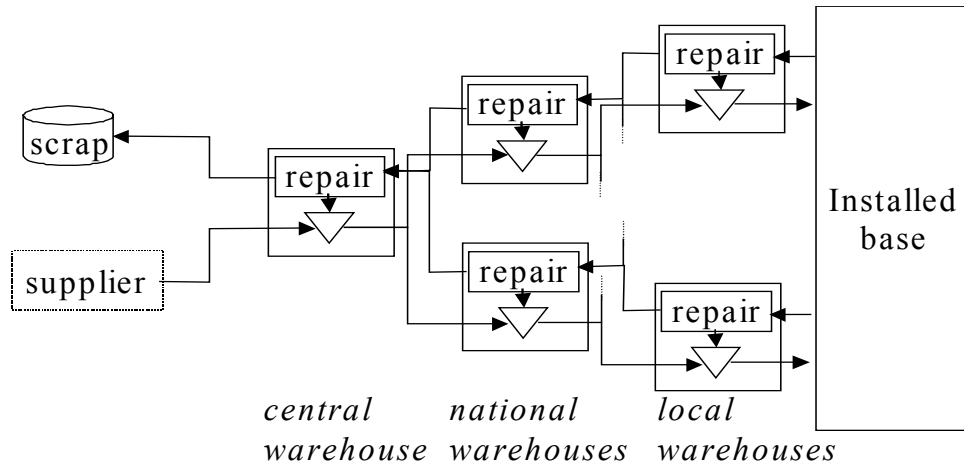 repair
repair
scrap
repair
Installed
base
repair
supplier
repair
central
warehouse
national
warehouses
local
warehouses